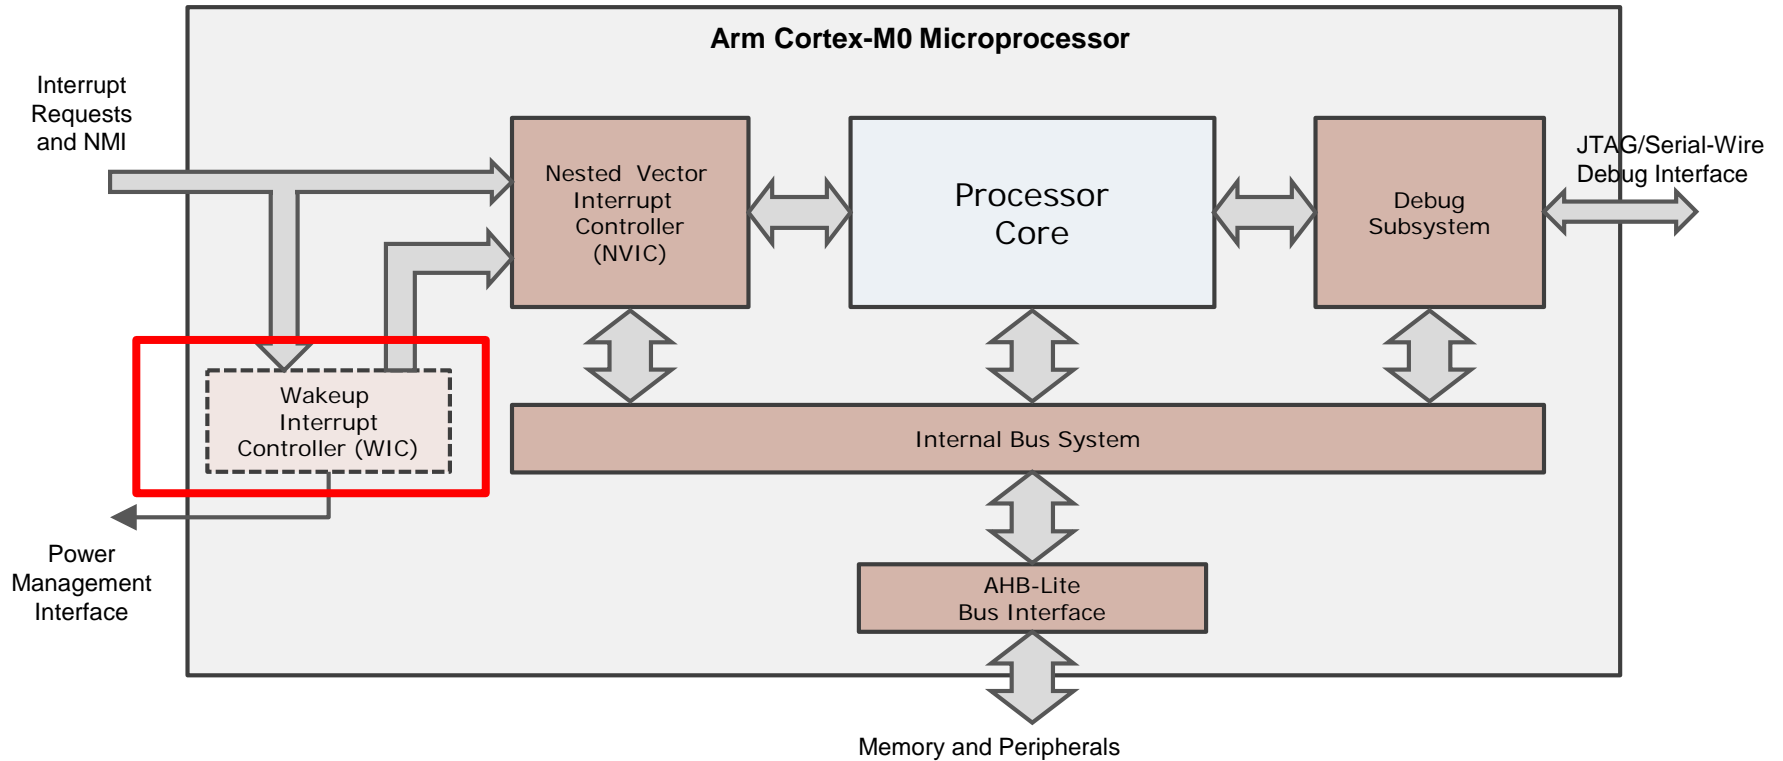 Arm Cortex-M0 Microprocessor
Interrupt
Requests
and NMI
Nested Vector
Interrupt
Controller
(NVIC)
Processor
Core
Debug
Subsystem
JTAG/Serial-Wire
Debug Interface
Wakeup
Interrupt
Controller (WIC)
Internal Bus System
Power
Management
Interface
AHB-Lite
Bus Interface
Memory and Peripherals